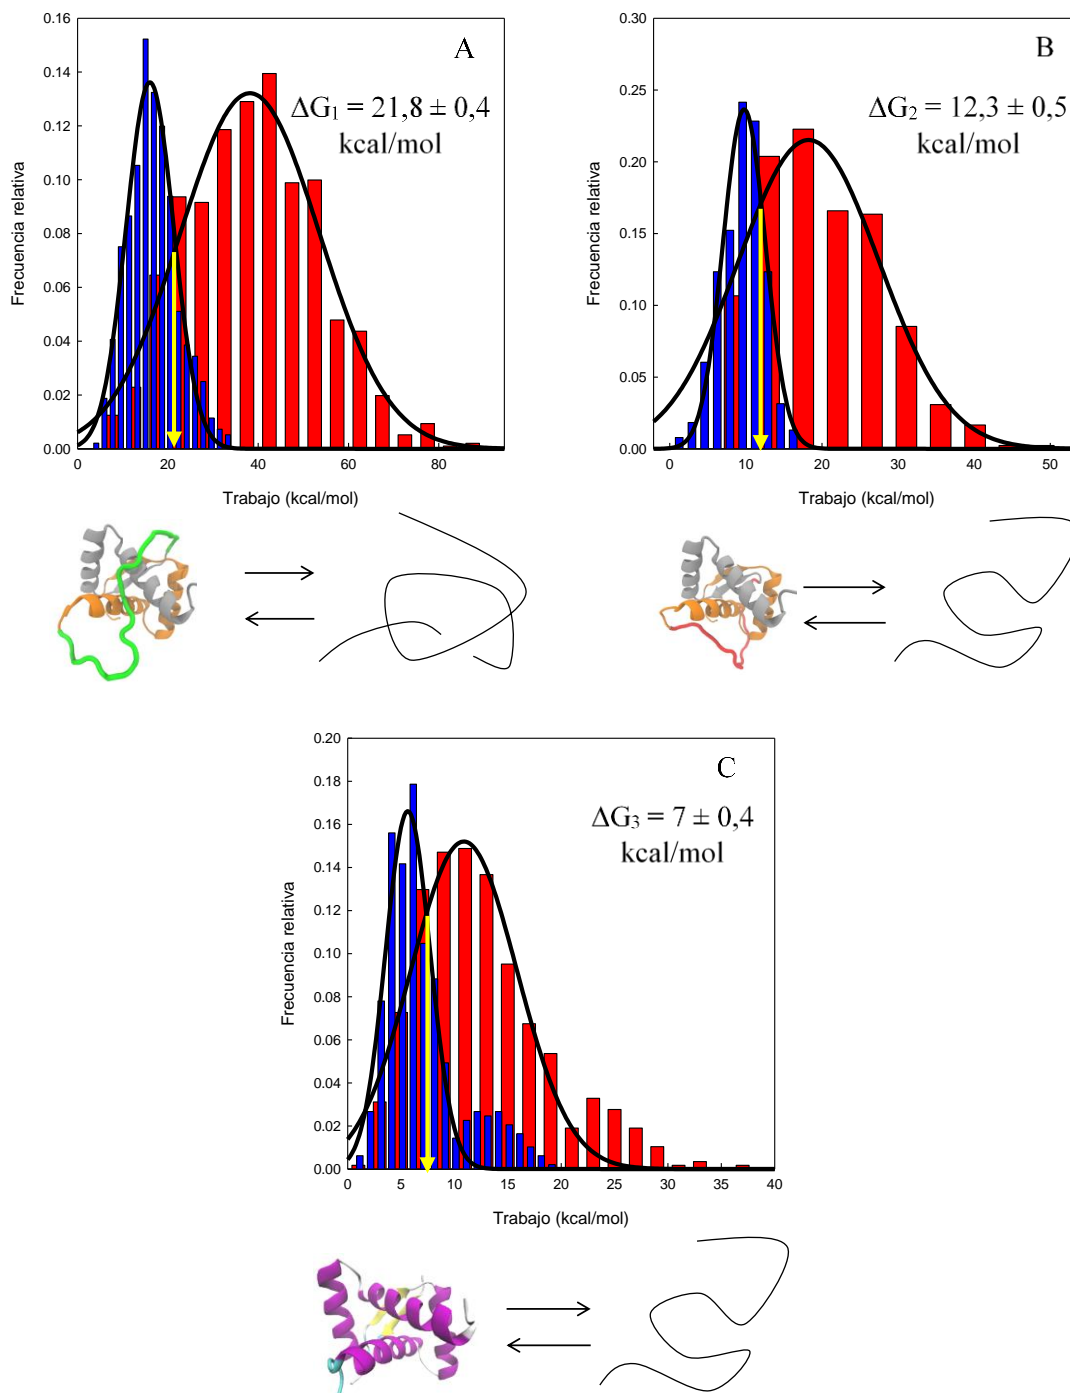 A
ΔG₁ = 21,8 ± 0,4
kcal/mol
0.16
0.14
0.12
0.10
0.08
0.06
0.04
0.02
0.00
Frecuencia relativa
0 20 40 60 80
Trabajo (kcal/mol)
B
ΔG₂ = 12,3 ± 0,5
kcal/mol
0.30
0.25
0.20
0.15
0.10
0.05
0.00
Frecuencia relativa
0 10 20 30 40 50
Trabajo (kcal/mol)
C
ΔG₃ = 7 ± 0,4
kcal/mol
0.20
0.18
0.16
0.14
0.12
0.10
0.08
0.06
0.04
0.02
0.00
Frecuencia relativa
0 5 10 15 20 25 30 35 40
Trabajo (kcal/mol)